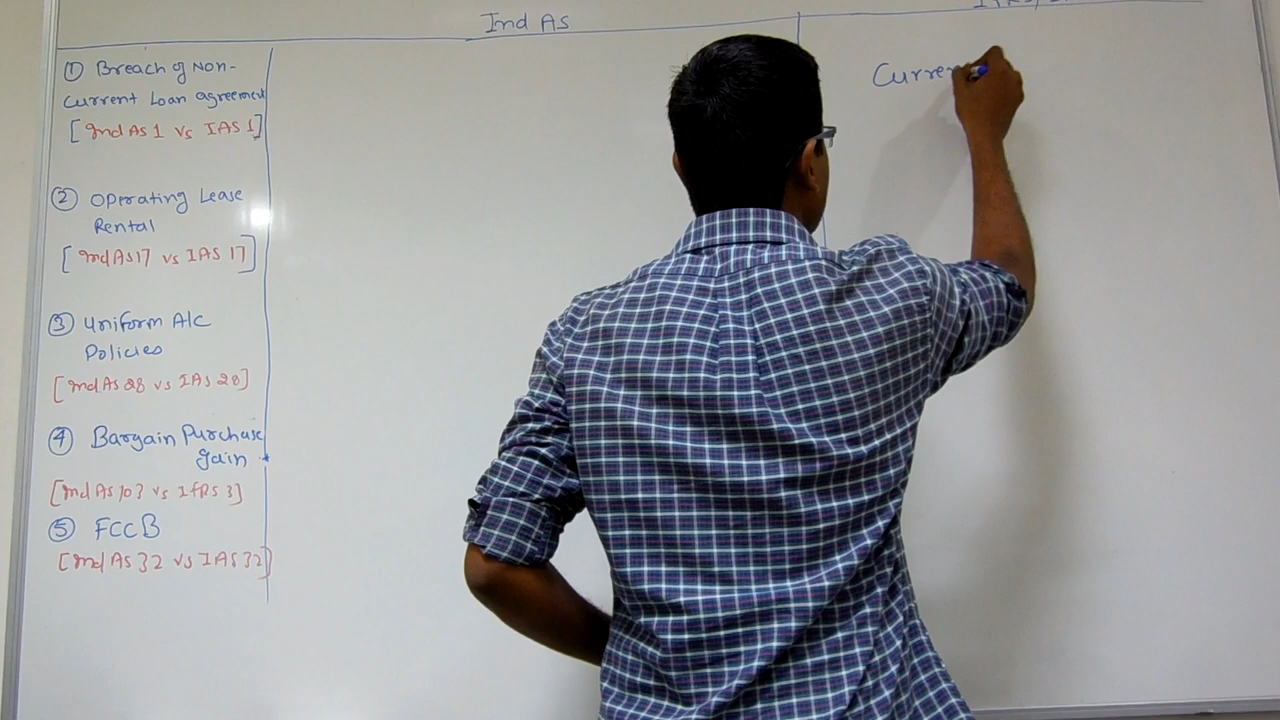 Ind AS
① Breach of Non-
Current Loan agreement
[Ind AS 1 vs IAS 1]
② Operating Lease
Rental
[Ind AS 17 vs IAS 17]
③ Uniform A/c
Policies
[Ind AS 28 vs IAS 28]
④ Bargain Purchase
gain
[Ind AS 103 vs IFRS 3]
⑤ FCCB
[Ind AS 32 vs IAS 32]
Curren